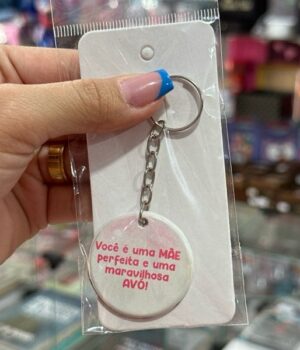 Você é uma MÃE
perfeita e uma
maravilhosa
AVÓ!